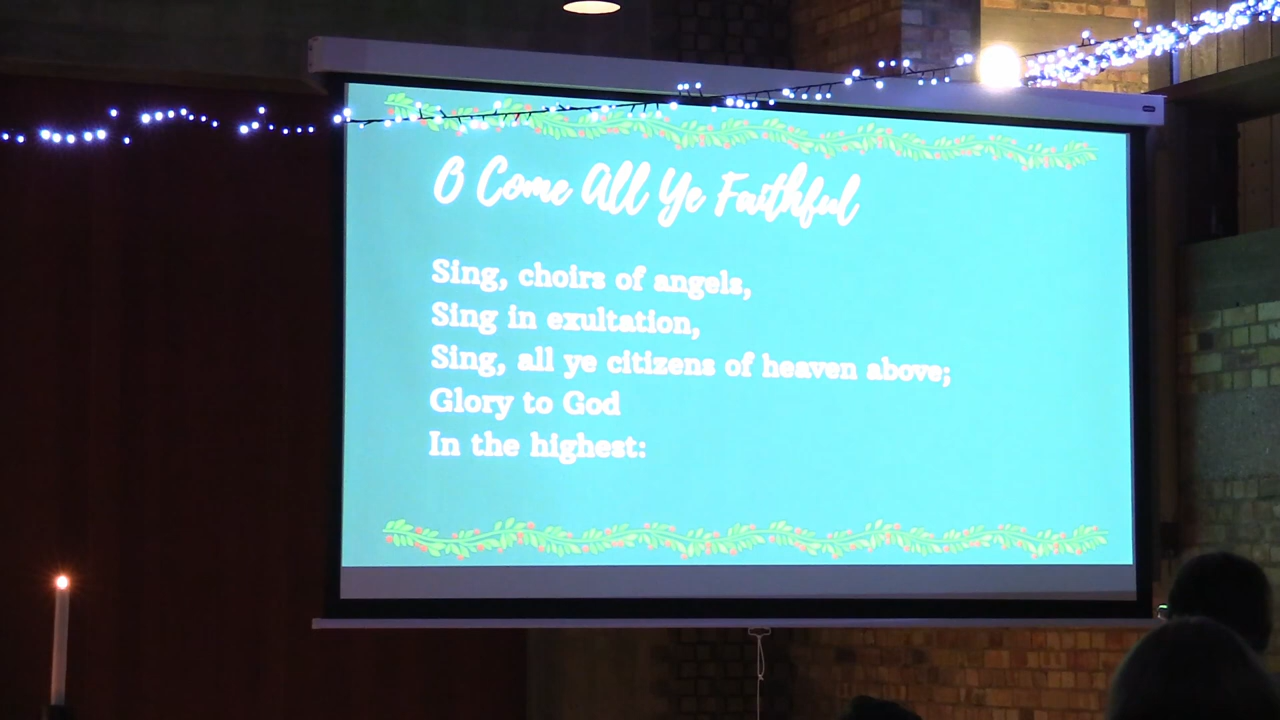 O Come All Ye Faithful
Sing, choirs of angels,
Sing in exultation,
Sing, all ye citizens of heaven above;
Glory to God
In the highest: